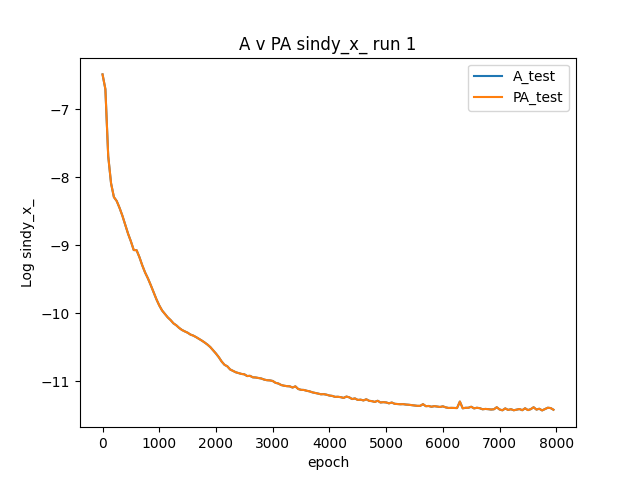 A v PA sindy_x_ run 1
A_test
PA_test
Log sindy_x_
−7
−8
−9
−10
−11
0 1000 2000 3000 4000 5000 6000 7000 8000
epoch